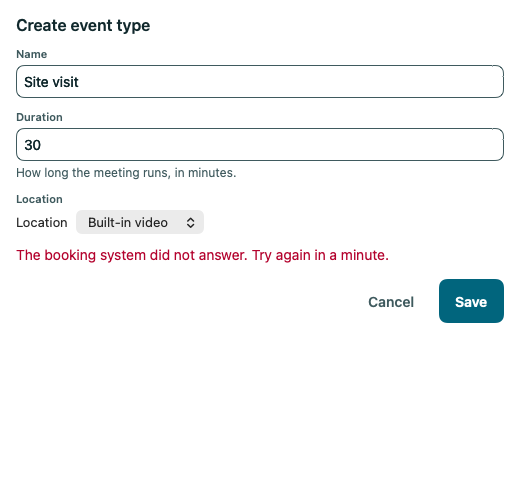 Create event type
Name
Site visit
Duration
30
How long the meeting runs, in minutes.
Location
Location Built-in video
The booking system did not answer. Try again in a minute.
Cancel Save